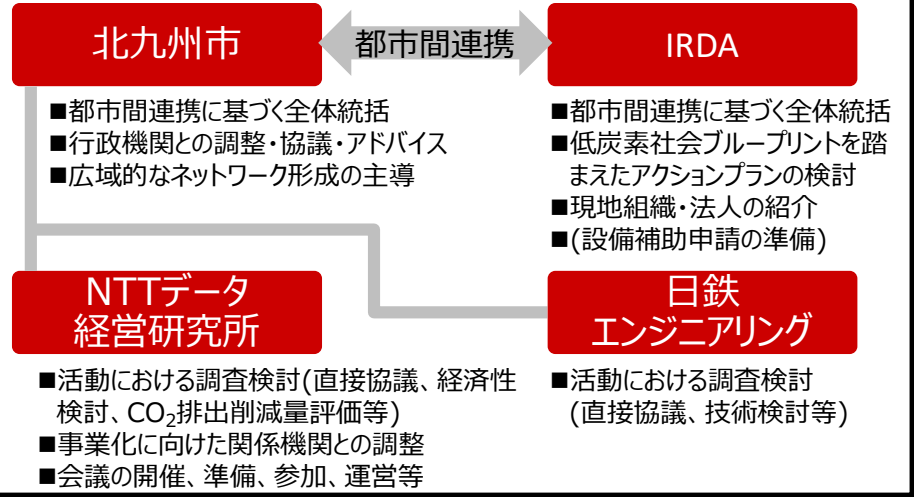 北九州市
都市間連携
IRDA
■都市間連携に基づく全体統括
■行政機関との調整・協議・アドバイス
■広域的なネットワーク形成の主導
■都市間連携に基づく全体統括
■低炭素社会ブループリントを踏
まえたアクションプランの検討
■現地組織・法人の紹介
■(設備補助申請の準備)
NTTデータ
経営研究所
■活動における調査検討(直接協議、経済性
検討、CO₂排出削減量評価等)
■事業化に向けた関係機関との調整
■会議の開催、準備、参加、運営等
日鉄
エンジニアリング
■活動における調査検討
(直接協議、技術検討等)